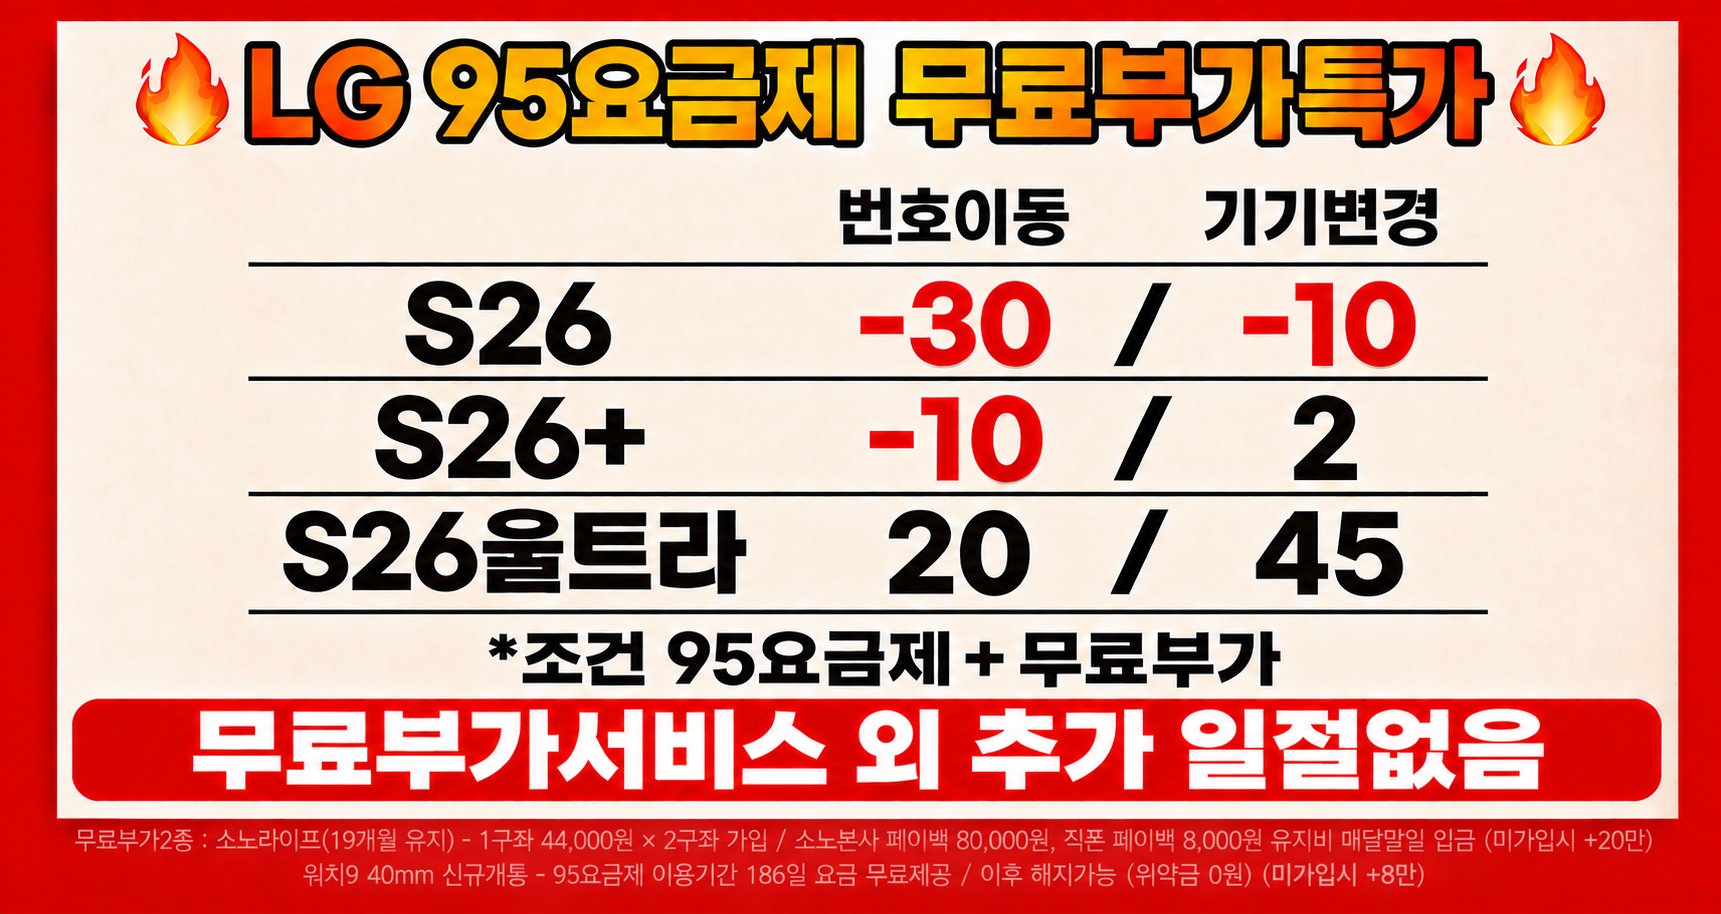 LG 95요금제 무료부가특가
번호이동 기기변경
S26 -30 / -10
S26+ -10 / 2
S26울트라 20 / 45
*조건 95요금제+무료부가
무료부가서비스 외 추가 일절없음
무료부가2종 : 소노라이프(19개월 유지) - 1구좌 44,000원 × 2구좌 가입 / 소노본사 페이백 80,000원, 직폰 페이백 8,000원 유지비 매달말일 입금 (미가입시 +20만)
워치9 40mm 신규개통 - 95요금제 이용기간 186일 요금 무료제공 / 이후 해지가능 (위약금 0원) (미가입시 +8만)